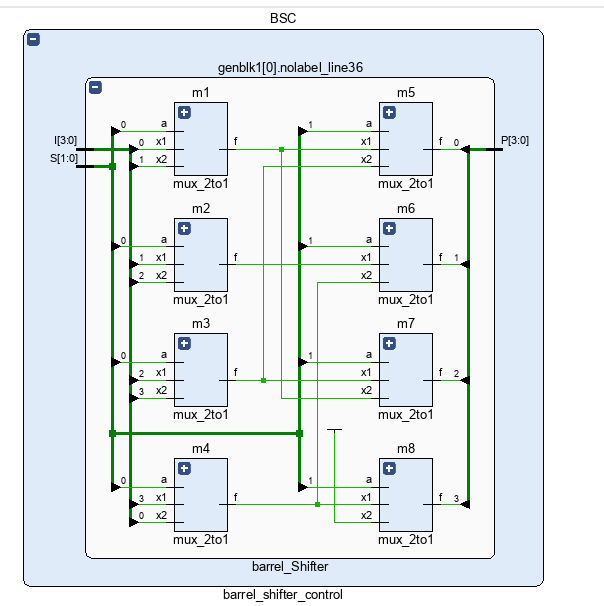 BSC
genblk1[0].nolabel_line36
m1
m5
I[3:0]
S[1:0]
P[3:0]
0 a
0 x1 f
1 x2
mux_2to1
1 a
x1 f 0
x2
mux_2to1
m2
m6
0 a
1 x1 f
2 x2
mux_2to1
1 a
x1 f 1
x2
mux_2to1
m3
m7
0 a
2 x1 f
3 x2
mux_2to1
1 a
x1 f 2
x2
mux_2to1
m4
m8
0 a
3 x1 f
0 x2
mux_2to1
1 a
x1 f 3
x2
mux_2to1
barrel_Shifter
barrel_shifter_control